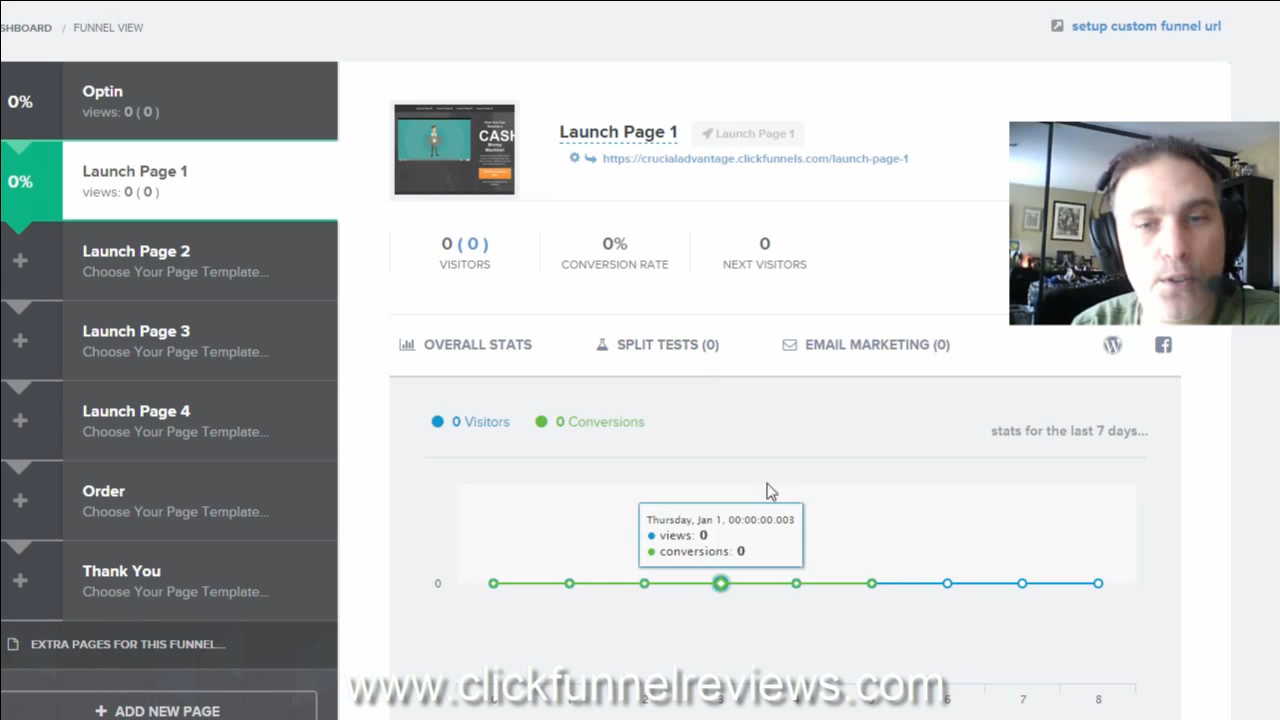 SHBOARD / FUNNEL VIEW
setup custom funnel url
0%
Optin
views: 0 ( 0 )
0%
Launch Page 1
views: 0 ( 0 )
Launch Page 2
Choose Your Page Template...
Launch Page 3
Choose Your Page Template...
Launch Page 4
Choose Your Page Template...
Order
Choose Your Page Template...
Thank You
Choose Your Page Template...
EXTRA PAGES FOR THIS FUNNEL...
+ ADD NEW PAGE
CASH
Launch Page 1
Launch Page 1
https://crucialadvantage.clickfunnels.com/launch-page-1
0 ( 0 )
VISITORS
0%
CONVERSION RATE
0
NEXT VISITORS
OVERALL STATS
SPLIT TESTS (0)
EMAIL MARKETING (0)
0 Visitors
0 Conversions
stats for the last 7 days...
Thursday, Jan 1, 00:00:00.003
views: 0
conversions: 0
0
6 7 8
www.clickfunnelreviews.com